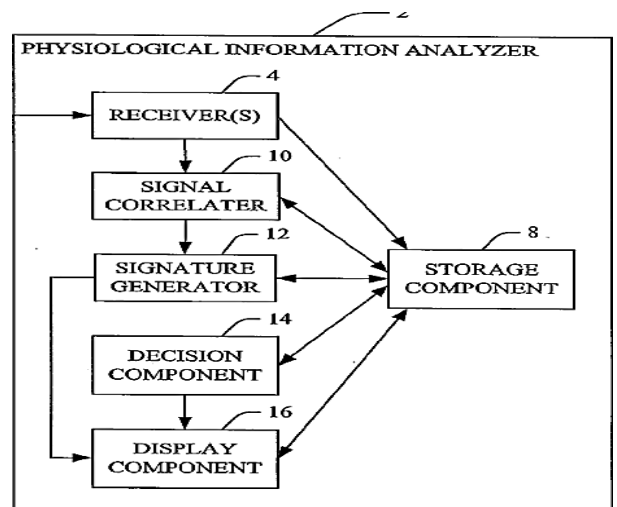 PHYSIOLOGICAL INFORMATION ANALYZER
4
RECEIVER(S)
10
SIGNAL
CORRELATER
12
8
SIGNATURE
GENERATOR
STORAGE
COMPONENT
14
DECISION
COMPONENT
16
DISPLAY
COMPONENT